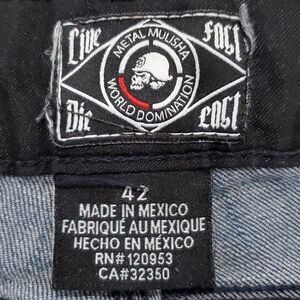 Live Fast
METAL MULISHA
WORLD DOMINATION
Die Last
42
MADE IN MEXICO
FABRIQUÉ AU MEXIQUE
HECHO EN MÉXICO
RN# 120953
CA# 32350